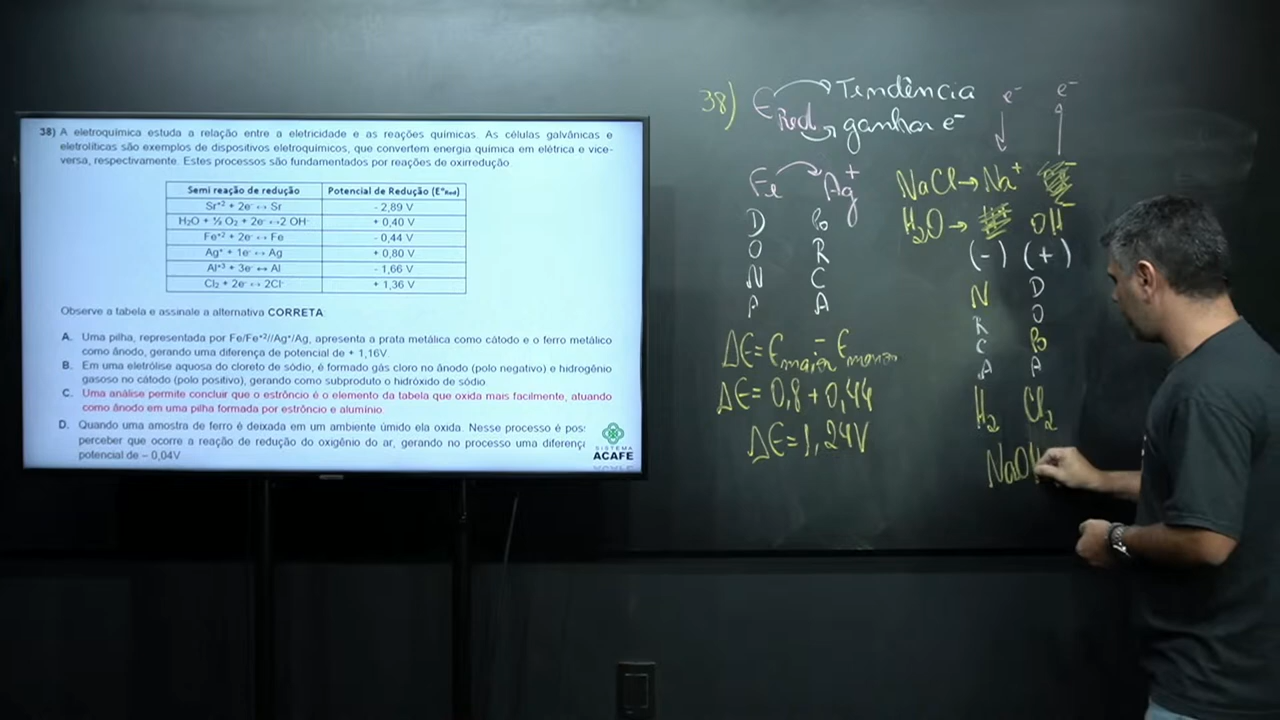 38) A eletroquímica estuda a relação entre a eletricidade e as reações químicas. As células galvânicas e
eletrolíticas são exemplos de dispositivos eletroquímicos, que convertem energia química em elétrica e vice-
versa, respectivamente. Estes processos são fundamentados por reações de oxirredução.
Semi reação de redução Potencial de Redução (E°Red)
Sr⁺² + 2e⁻ ↔ Sr - 2,89 V
H₂O + ½ O₂ + 2e⁻ ↔ 2 OH⁻ + 0,40 V
Fe⁺² + 2e⁻ ↔ Fe - 0,44 V
Ag⁺ + 1e⁻ ↔ Ag + 0,80 V
Al⁺³ + 3e⁻ ↔ Al - 1,66 V
Cl₂ + 2e⁻ ↔ 2Cl⁻ + 1,36 V
Observe a tabela e assinale a alternativa CORRETA
A. Uma pilha, representada por Fe/Fe⁺²//Ag⁺/Ag, apresenta a prata metálica como cátodo e o ferro metálico
como ânodo, gerando uma diferença de potencial de + 1,16V.
B. Em uma eletrólise aquosa do cloreto de sódio, é formado gás cloro no ânodo (polo negativo) e hidrogênio
gasoso no cátodo (polo positivo), gerando como subproduto o hidróxido de sódio
C. Uma análise permite concluir que o estrôncio é o elemento da tabela que oxida mais facilmente, atuando
como ânodo em uma pilha formada por estrôncio e alumínio.
D. Quando uma amostra de ferro é deixada em um ambiente úmido ela oxida. Nesse processo é pos
perceber que ocorre a reação de redução do oxigênio do ar, gerando no processo uma diferenç
potencial de – 0,04V
SISTEMA
ACAFE
38) ERed Tendência
ganhar e⁻
e⁻ e⁻
Fe Ag⁺
D Po
O R
N C
A A
ΔE = Emaior - Emenor
ΔE = 0,8 + 0,44
ΔE = 1,24V
NaCl → Na⁺
H₂O → OH
(-) (+)
N D
R O
C Po
A A
H₂ Cl₂
NaOH